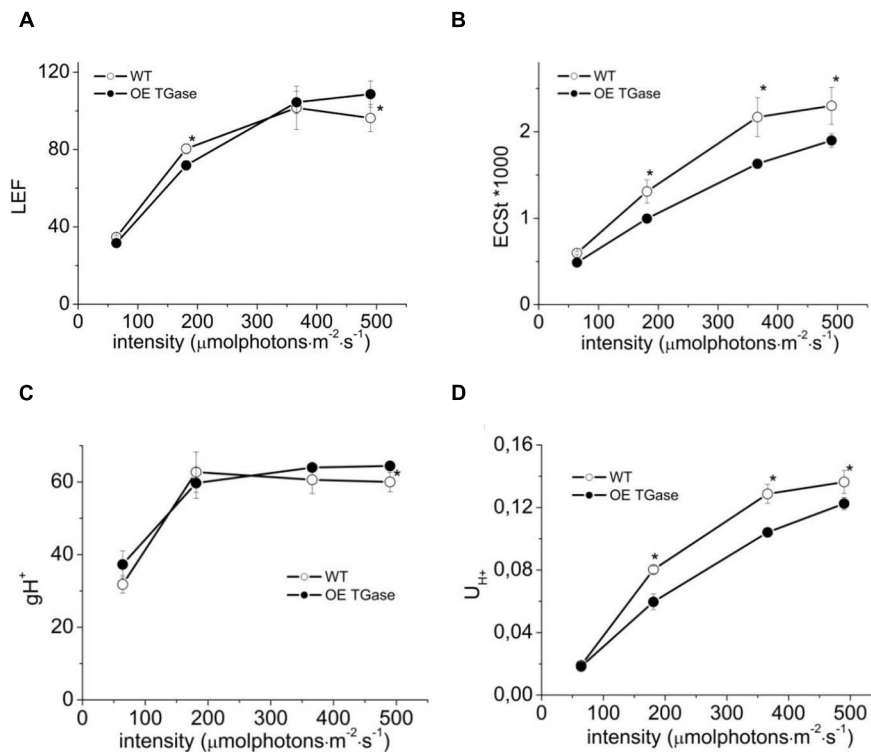 A
120
80
40
0
LEF
WT
OE TGase
*
*
0 100 200 300 400 500
intensity (μmolphotons·m⁻²·s⁻¹)
B
2
1
0
ECSt *1000
WT
OE TGase
*
*
*
0 100 200 300 400 500
intensity (μmolphotons·m⁻²·s⁻¹)
C
60
40
20
0
gH⁺
WT
OE TGase
*
0 100 200 300 400 500
intensity (μmolphotons·m⁻²·s⁻¹)
D
0,16
0,12
0,08
0,04
0,00
U_H+
WT
OE TGase
*
*
*
0 100 200 300 400 500
intensity (μmolphotons·m⁻²·s⁻¹)